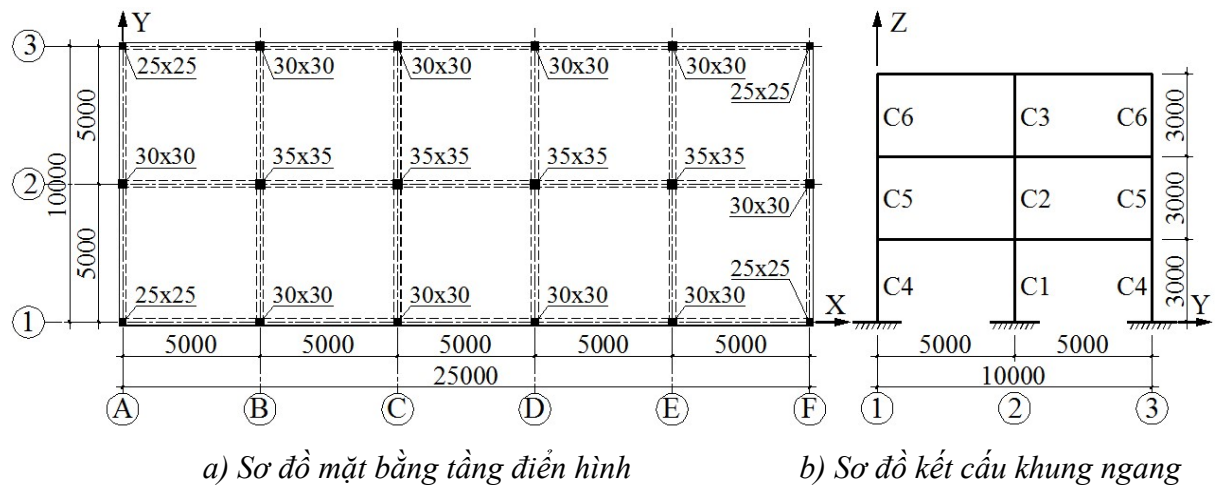 Y
3
25x25 30x30 30x30 30x30 30x30
25x25
5000
10000
5000
2
30x30 35x35 35x35 35x35 35x35
30x30
25x25
25x25 30x30 30x30 30x30 30x30
1
X
5000 5000 5000 5000 5000
25000
A B C D E F
a) Sơ đồ mặt bằng tầng điển hình
Z
C6 C3 C6
3000
C5 C2 C5
3000
C4 C1 C4
3000
Y
5000 5000
10000
1 2 3
b) Sơ đồ kết cấu khung ngang